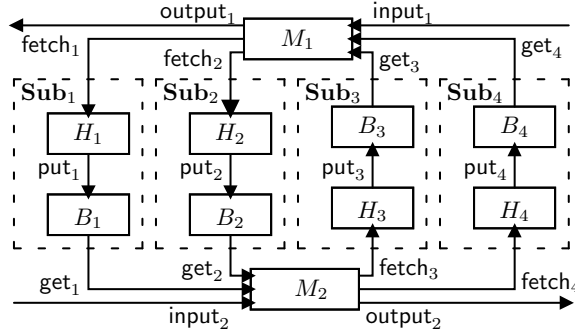 output₁ input₁
fetch₁ M₁ get₄
fetch₂ get₃
Sub₁ Sub₂ Sub₃ Sub₄
H₁ H₂ B₃ B₄
put₁ put₂ put₃ put₄
B₁ B₂ H₃ H₄
get₂ fetch₃
get₁ M₂ fetch₄
input₂ output₂